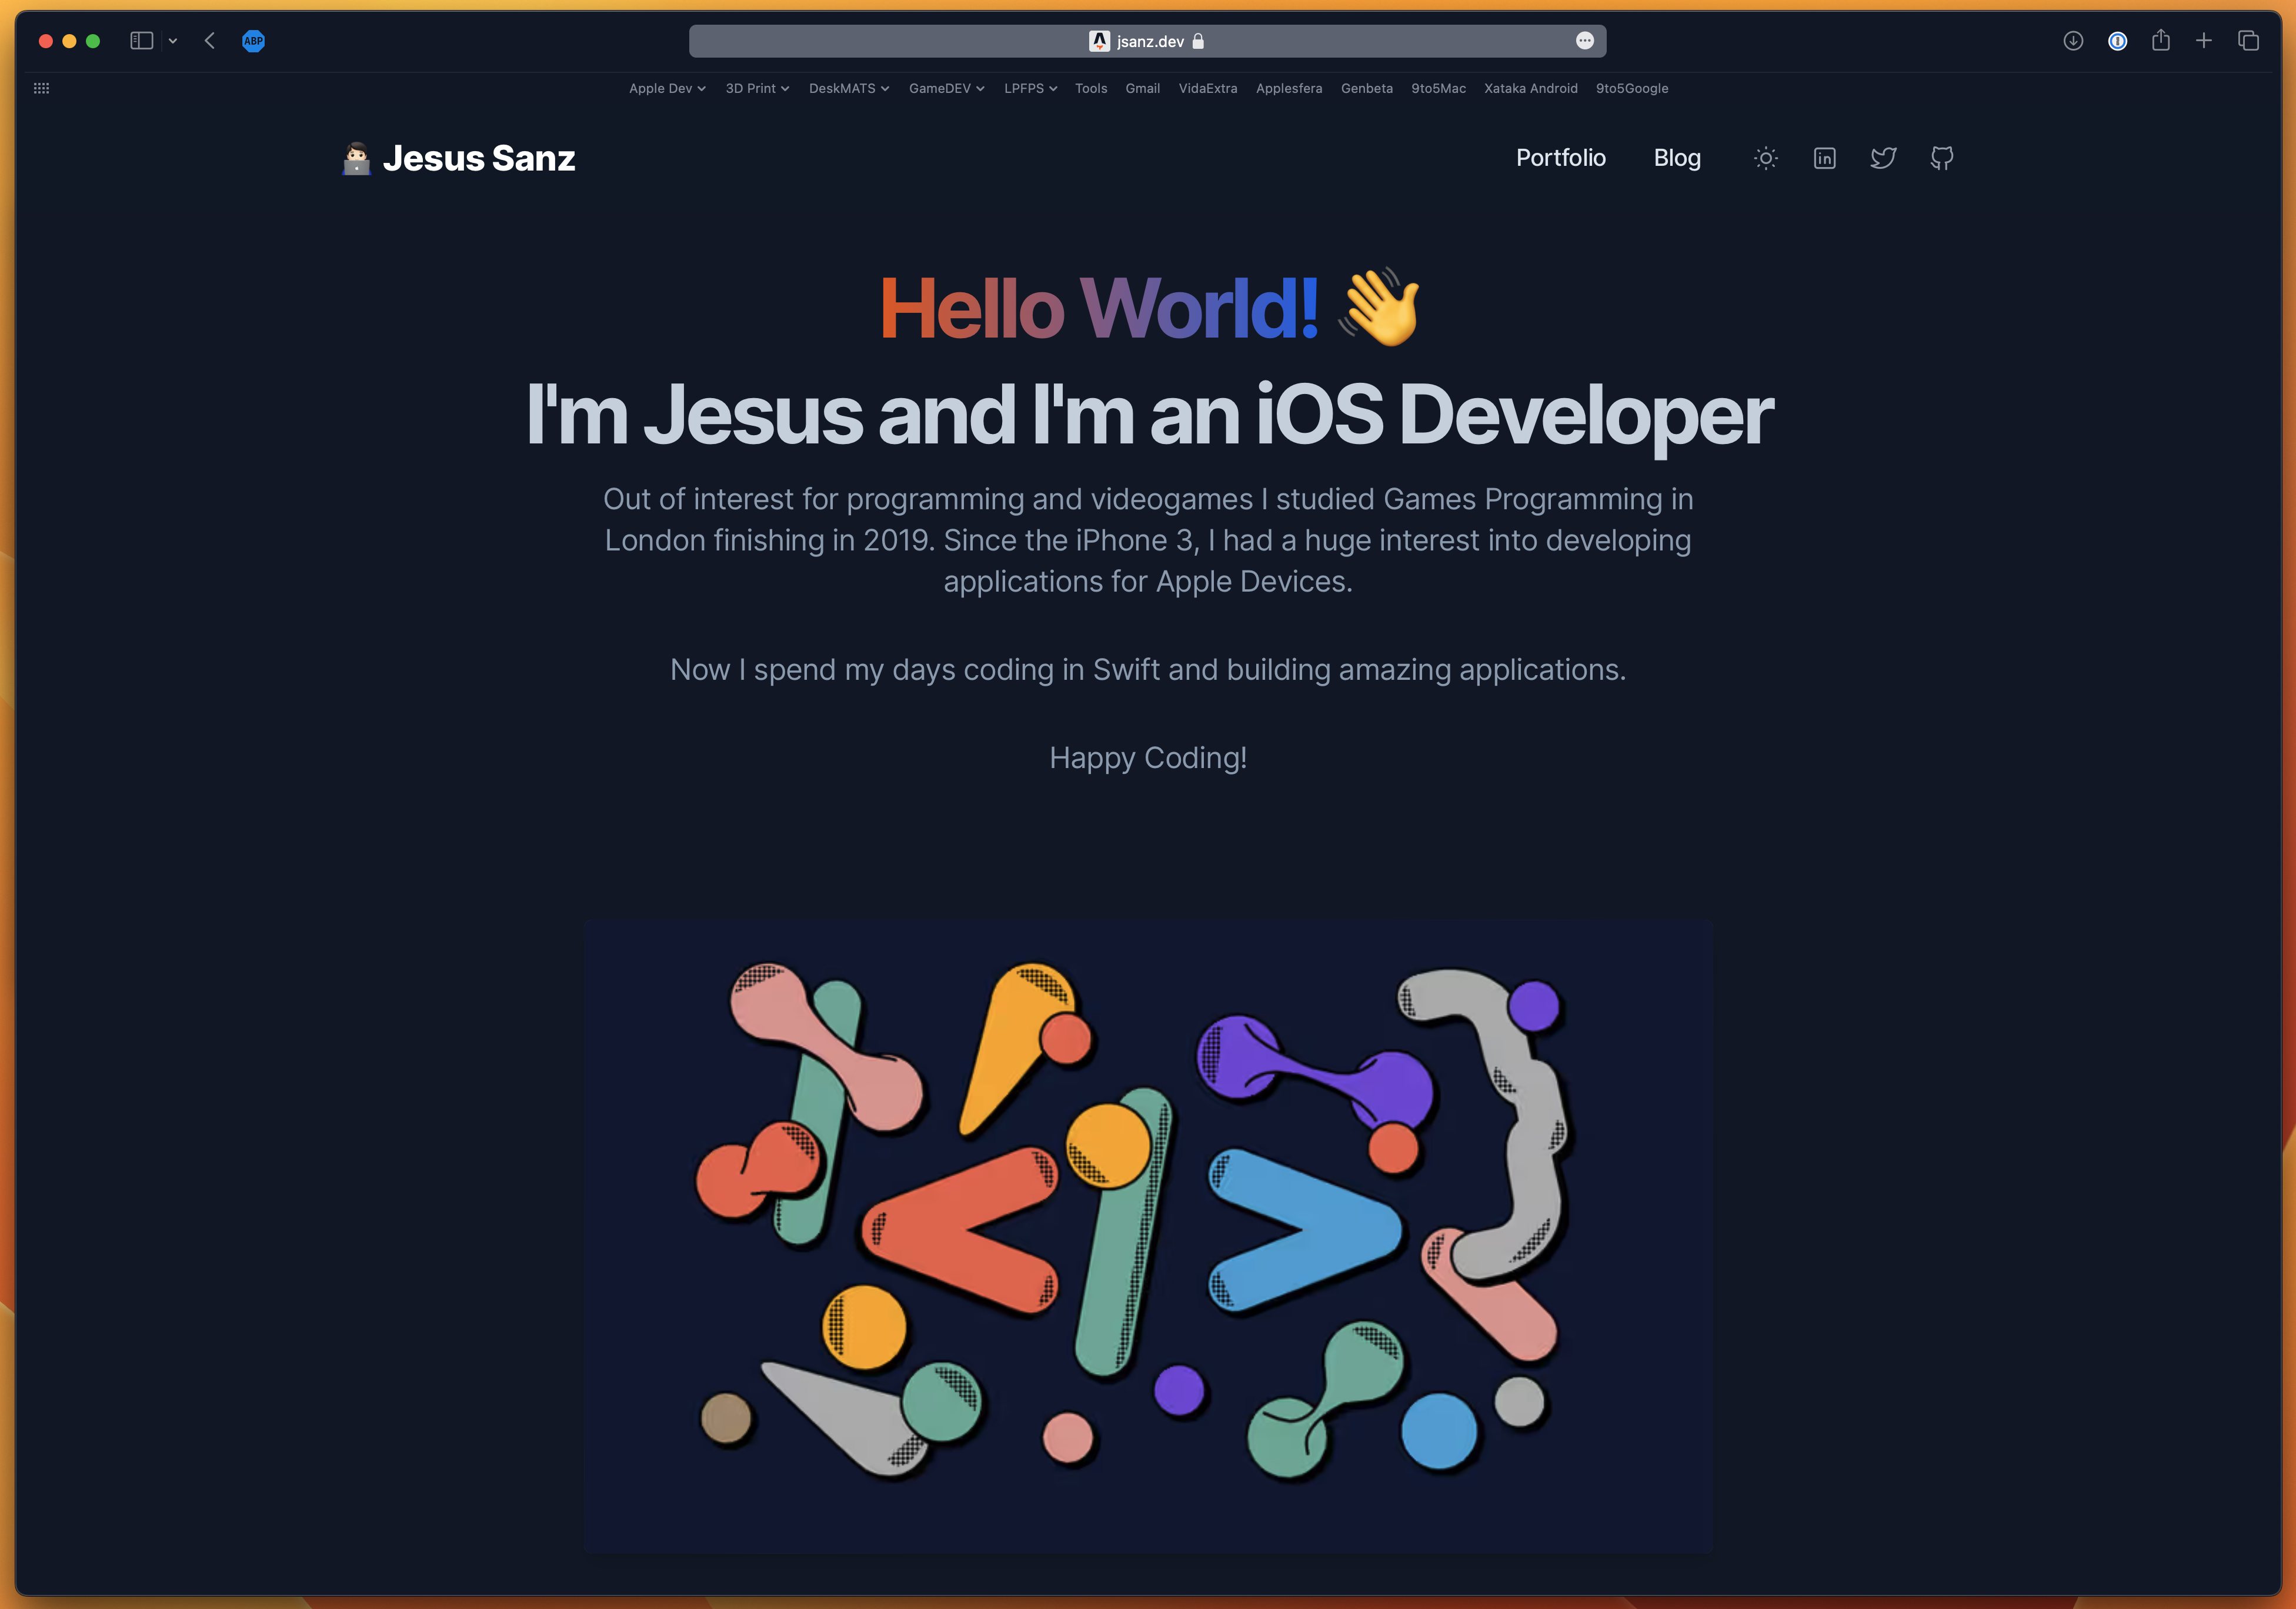 ABP
jsanz.dev
Apple Dev
3D Print
DeskMATS
GameDEV
LPFPS
Tools
Gmail
VidaExtra
Applesfera
Genbeta
9to5Mac
Xataka Android
9to5Google
Jesus Sanz
Portfolio
Blog
in
Hello World! 👋
I'm Jesus and I'm an iOS Developer
Out of interest for programming and videogames I studied Games Programming in
London finishing in 2019. Since the iPhone 3, I had a huge interest into developing
applications for Apple Devices.
Now I spend my days coding in Swift and building amazing applications.
Happy Coding!